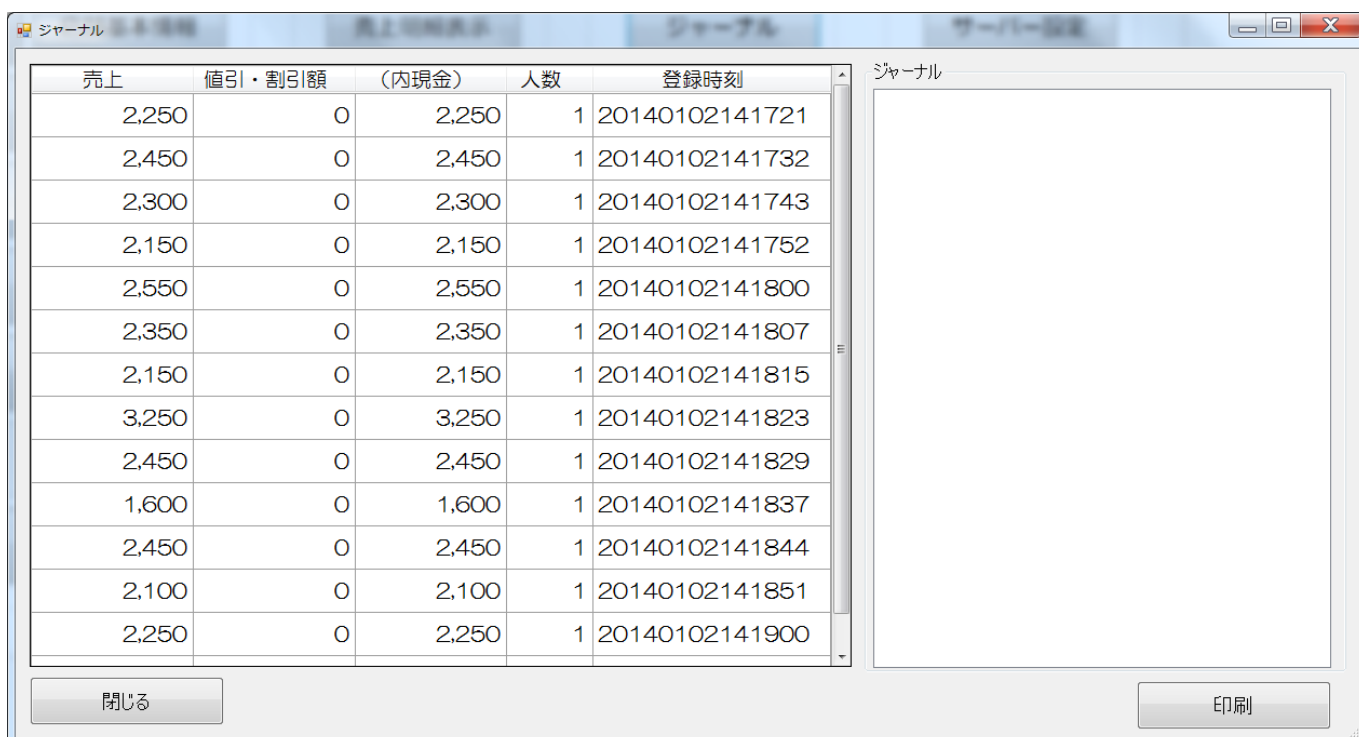 ジャーナル
売上 値引・割引額 （内現金） 人数 登録時刻
2,250 0 2,250 1 20140102141721
2,450 0 2,450 1 20140102141732
2,300 0 2,300 1 20140102141743
2,150 0 2,150 1 20140102141752
2,550 0 2,550 1 20140102141800
2,350 0 2,350 1 20140102141807
2,150 0 2,150 1 20140102141815
3,250 0 3,250 1 20140102141823
2,450 0 2,450 1 20140102141829
1,600 0 1,600 1 20140102141837
2,450 0 2,450 1 20140102141844
2,100 0 2,100 1 20140102141851
2,250 0 2,250 1 20140102141900
ジャーナル
閉じる
印刷